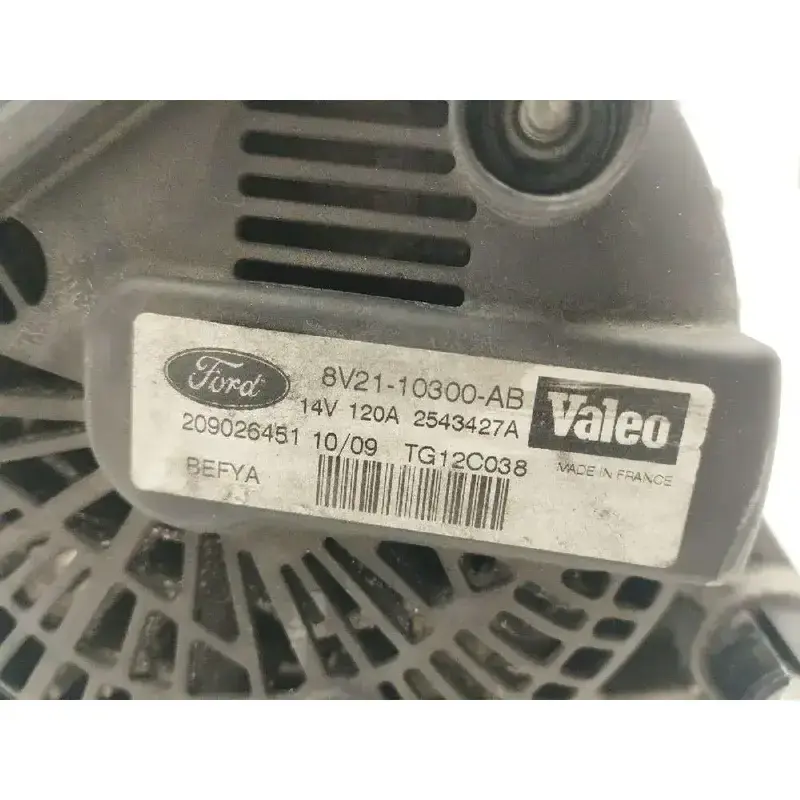 Ford 8V21-10300-AB
14V 120A 2543427A Valeo
209026451 10/09 TG12C038 MADE IN FRANCE
BEFYA